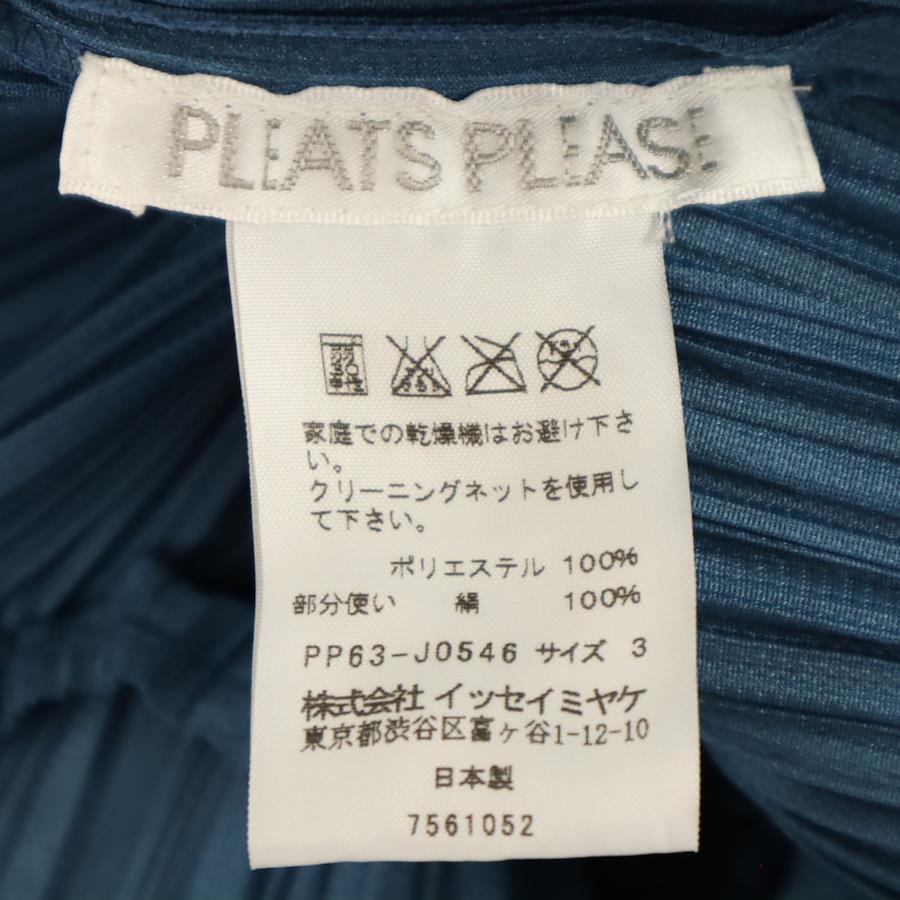 PLEATS PLEASE
家庭での乾燥機はお避け下さ
い。
クリーニングネットを使用し
て下さい。
ポリエステル 100%
部分使い 絹 100%
PP63-J0546 サイズ 3
株式会社 イッセイミヤケ
東京都渋谷区富ヶ谷1-12-10
日本製
7561052